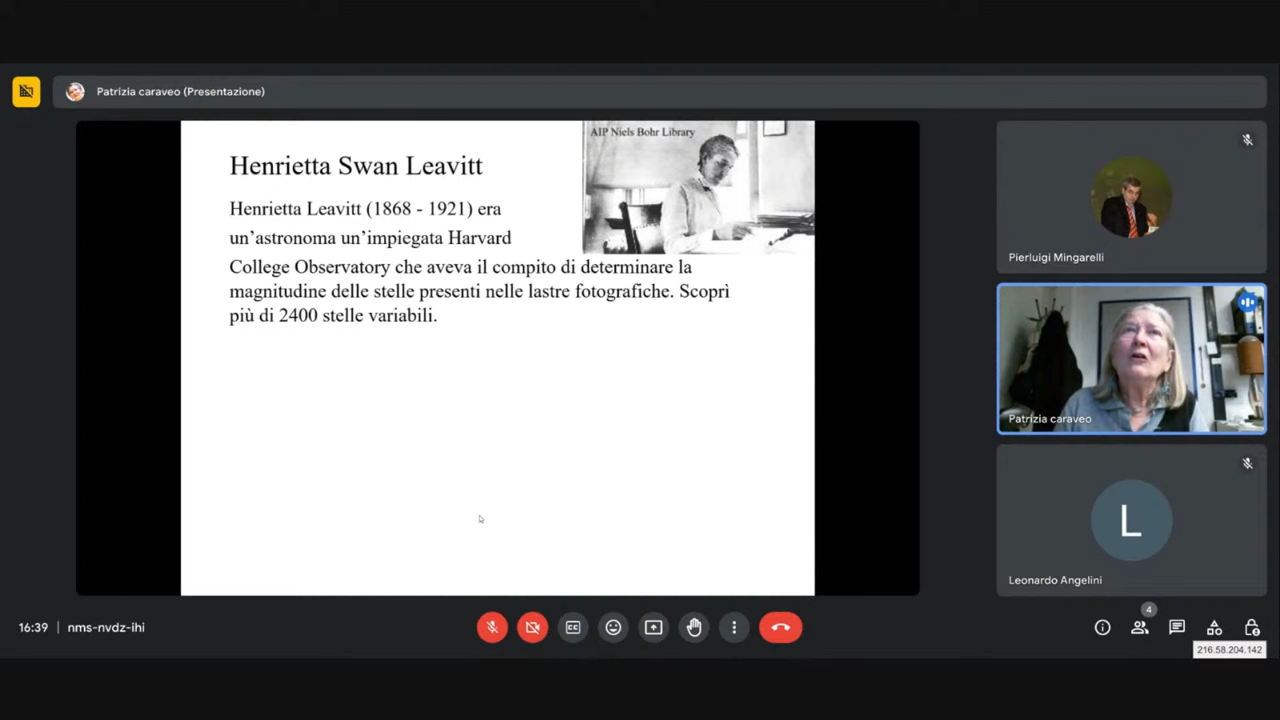 Patrizia caraveo (Presentazione)
AIP Niels Bohr Library
Henrietta Swan Leavitt
Henrietta Leavitt (1868 - 1921) era
un’astronoma un’impiegata Harvard
College Observatory che aveva il compito di determinare la
magnitudine delle stelle presenti nelle lastre fotografiche. Scoprì
più di 2400 stelle variabili.
Pierluigi Mingarelli
Patrizia caraveo
L
Leonardo Angelini
16:39 | nms-nvdz-ihi
CC
4
216.58.204.142